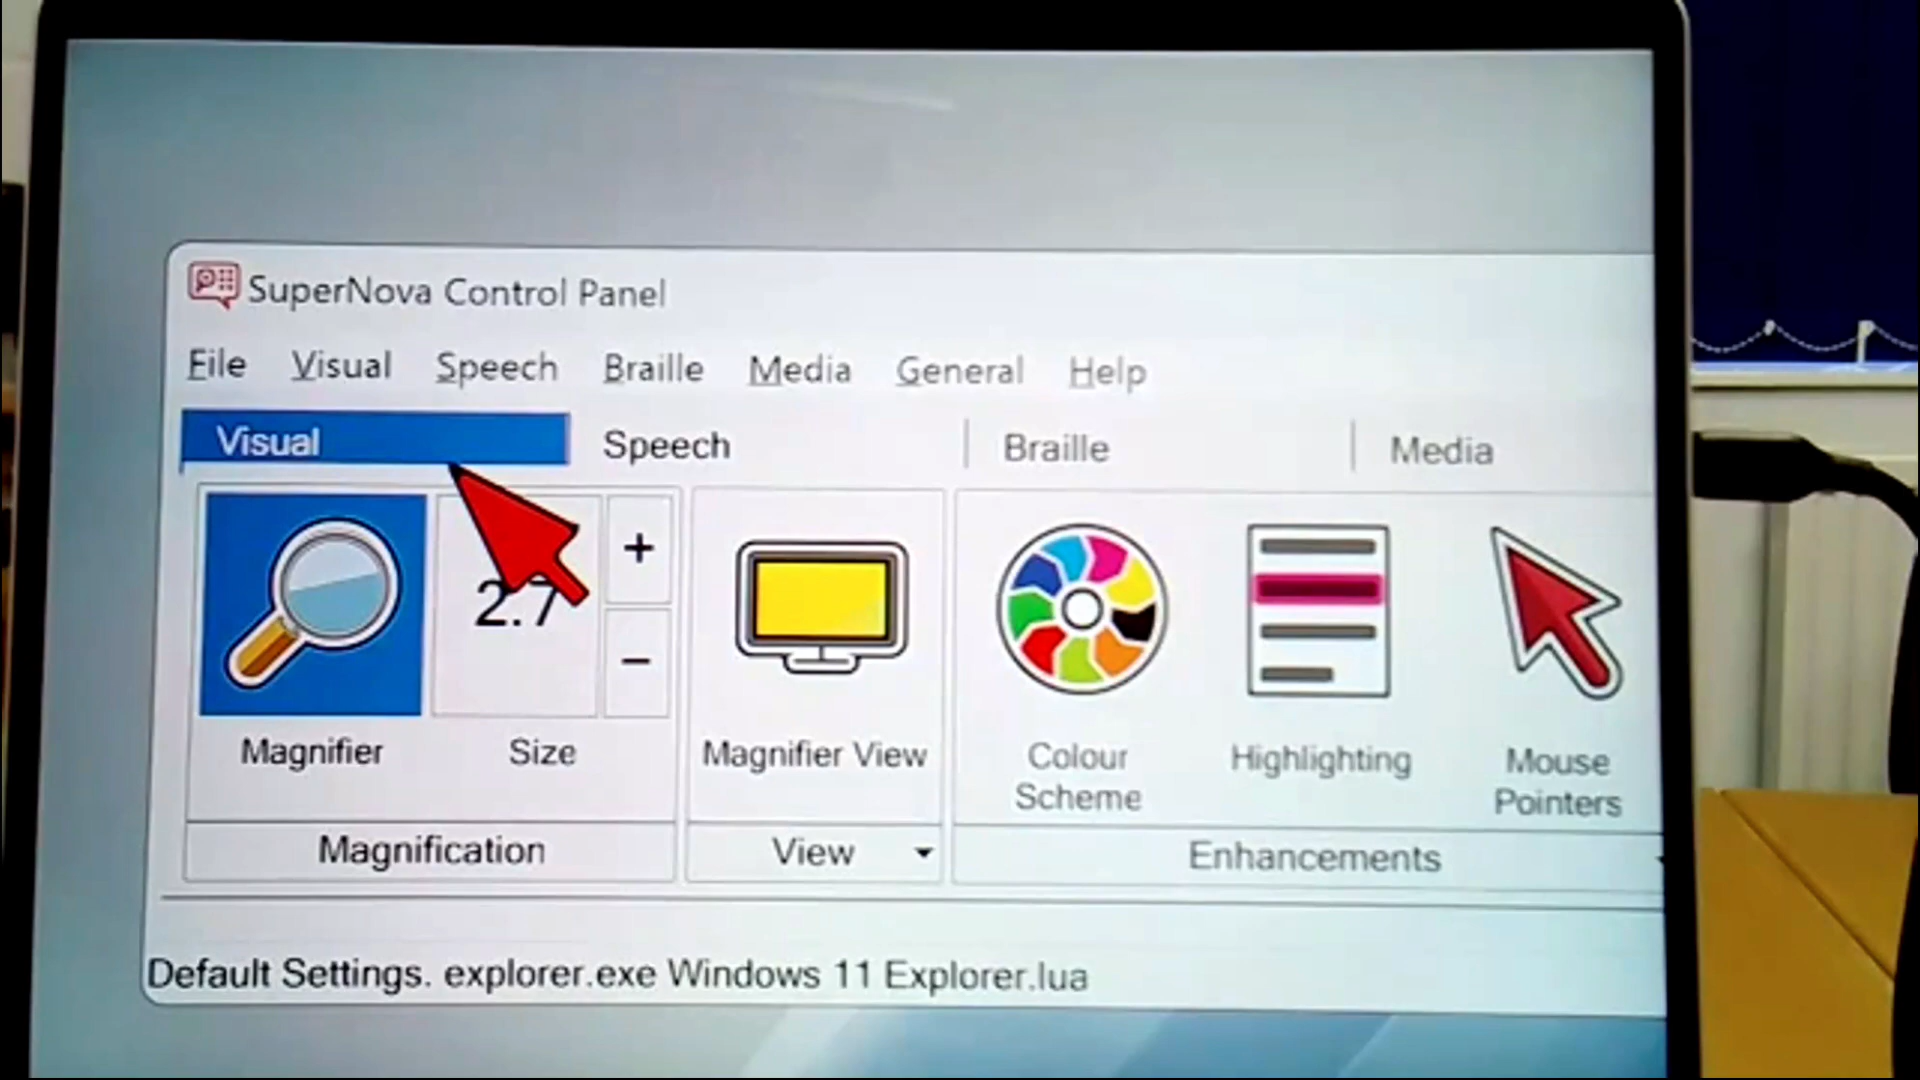 SuperNova Control Panel
File Visual Speech Braille Media General Help
Visual Speech Braille Media
2.7 + −
Magnifier Size Magnifier View Colour Scheme Highlighting Mouse Pointers
Magnification View Enhancements
Default Settings. explorer.exe Windows 11 Explorer.lua